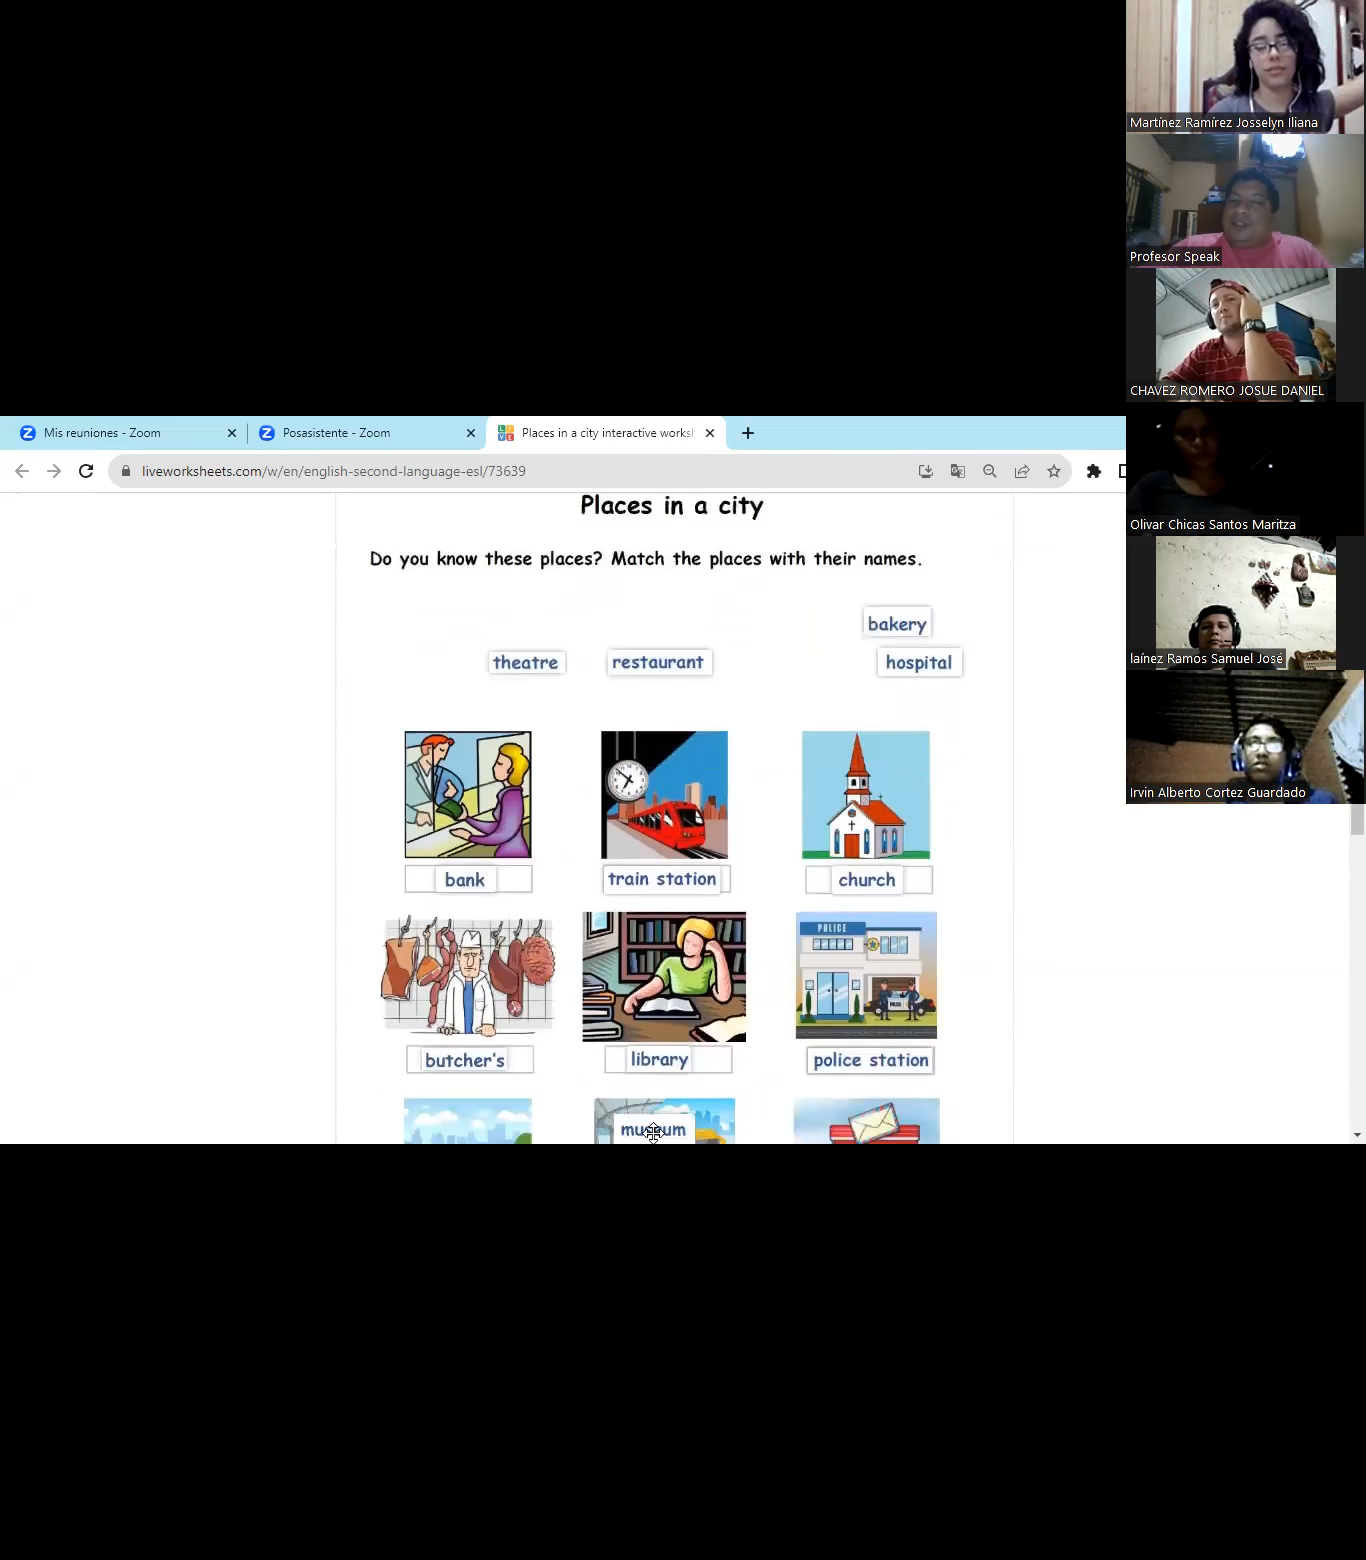 Martínez Ramírez Josselyn Iliana
Profesor Speak
CHAVEZ ROMERO JOSUE DANIEL
Mis reuniones - Zoom
Posasistente - Zoom
Places in a city interactive works
liveworksheets.com/w/en/english-second-language-esl/73639
Olivar Chicas Santos Maritza
laínez Ramos Samuel José
Irvin Alberto Cortez Guardado
Places in a city
Do you know these places? Match the places with their names.
bakery
theatre restaurant hospital
bank train station church
POLICE
butcher's library police station
museum